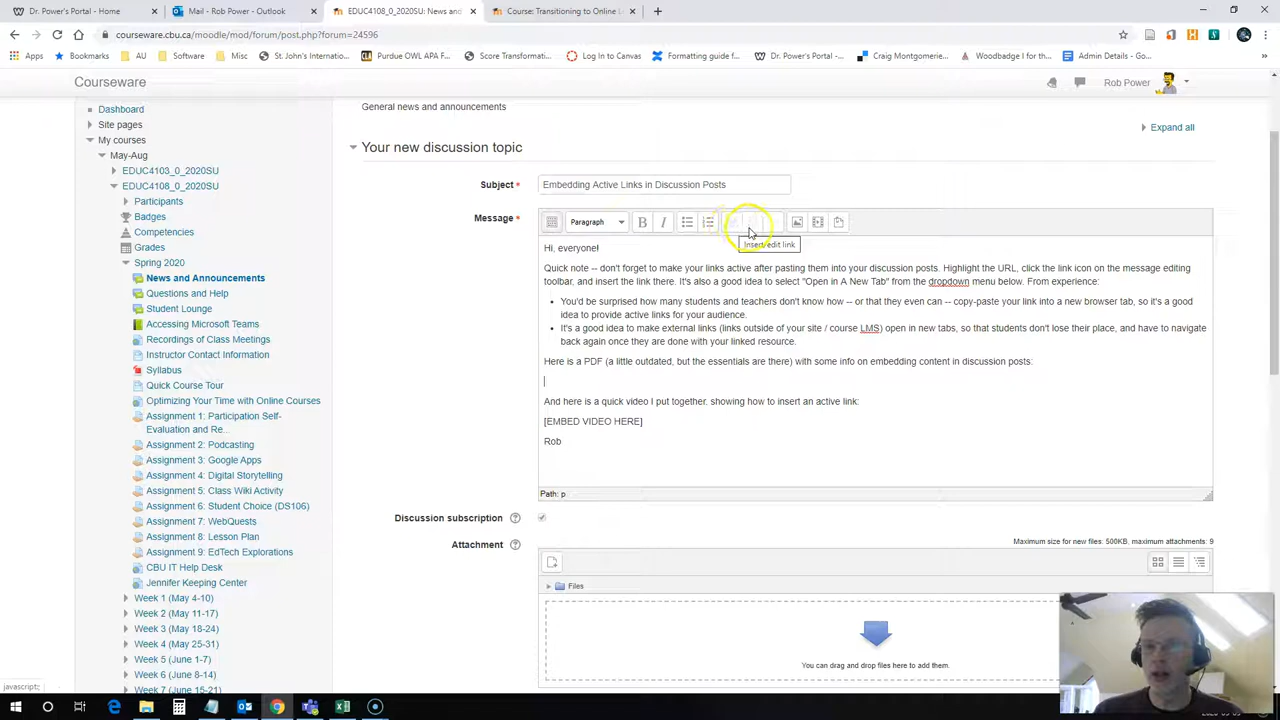 Dr. Power's Portal - Home
Mail - Rob Power - Outlook
EDUC4108_0_2020SU: News and
Course: Transitioning to Online L
courseware.cbu.ca/moodle/mod/forum/post.php?forum=24596
Apps
Bookmarks
AU
Software
Misc
St. John's Internatio...
Purdue OWL APA F...
Score Transformatio...
Log In to Canvas
Formatting guide f...
Dr. Power's Portal -...
Craig Montgomerie...
Woodbadge I for th...
Admin Details - Go...
Courseware
Rob Power
Dashboard
Site pages
My courses
May-Aug
EDUC4103_0_2020SU
EDUC4108_0_2020SU
Participants
Badges
Competencies
Grades
Spring 2020
News and Announcements
Questions and Help
Student Lounge
Accessing Microsoft Teams
Recordings of Class Meetings
Instructor Contact Information
Syllabus
Quick Course Tour
Optimizing Your Time with Online Courses
Assignment 1: Participation Self-
Evaluation and Re...
Assignment 2: Podcasting
Assignment 3: Google Apps
Assignment 4: Digital Storytelling
Assignment 5: Class Wiki Activity
Assignment 6: Student Choice (DS106)
Assignment 7: WebQuests
Assignment 8: Lesson Plan
Assignment 9: EdTech Explorations
CBU IT Help Desk
Jennifer Keeping Center
Week 1 (May 4-10)
Week 2 (May 11-17)
Week 3 (May 18-24)
Week 4 (May 25-31)
Week 5 (June 1-7)
Week 6 (June 8-14)
Week 7 (June 15-21)
General news and announcements
Expand all
Your new discussion topic
Subject*
Embedding Active Links in Discussion Posts
Message*
Paragraph
B
I
Insert/edit link
Hi, everyone!
Quick note -- don't forget to make your links active after pasting them into your discussion posts. Highlight the URL, click the link icon on the message editing
toolbar, and insert the link there. It's also a good idea to select "Open in A New Tab" from the dropdown menu below. From experience:
• You'd be surprised how many students and teachers don't know how -- or that they even can -- copy-paste your link into a new browser tab, so it's a good
idea to provide active links for your audience.
• It's a good idea to make external links (links outside of your site / course LMS) open in new tabs, so that students don't lose their place, and have to navigate
back again once they are done with your linked resource.
Here is a PDF (a little outdated, but the essentials are there) with some info on embedding content in discussion posts:
And here is a quick video I put together, showing how to insert an active link:
[EMBED VIDEO HERE]
Rob
Path: p
Discussion subscription
Attachment
Maximum size for new files: 500KB, maximum attachments: 9
Files
You can drag and drop files here to add them.
javascript:;